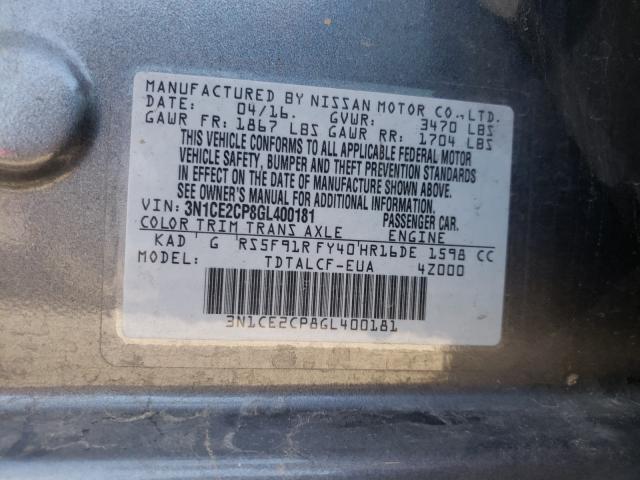 MANUFACTURED BY NISSAN MOTOR CO.,LTD.
DATE: 04/16. GVWR: 3470 LBS
GAWR FR: 1867 LBS GAWR RR: 1704 LBS
THIS VEHICLE CONFORMS TO ALL APPLICABLE FEDERAL MOTOR
VEHICLE SAFETY, BUMPER AND THEFT PREVENTION STANDARDS
IN EFFECT ON THE DATE OF MANUFACTURE SHOWN ABOVE.
SEE OWNER'S MANUAL FOR ADDITIONAL INFORMATION.
VIN: 3N1CE2CP8GL400181 PASSENGER CAR.
COLOR TRIM TRANS AXLE ENGINE
KAD G RS5F91R FY40 HR16DE 1598 CC
MODEL: TDTALCF-EUA 4Z000
3N1CE2CP8GL400181